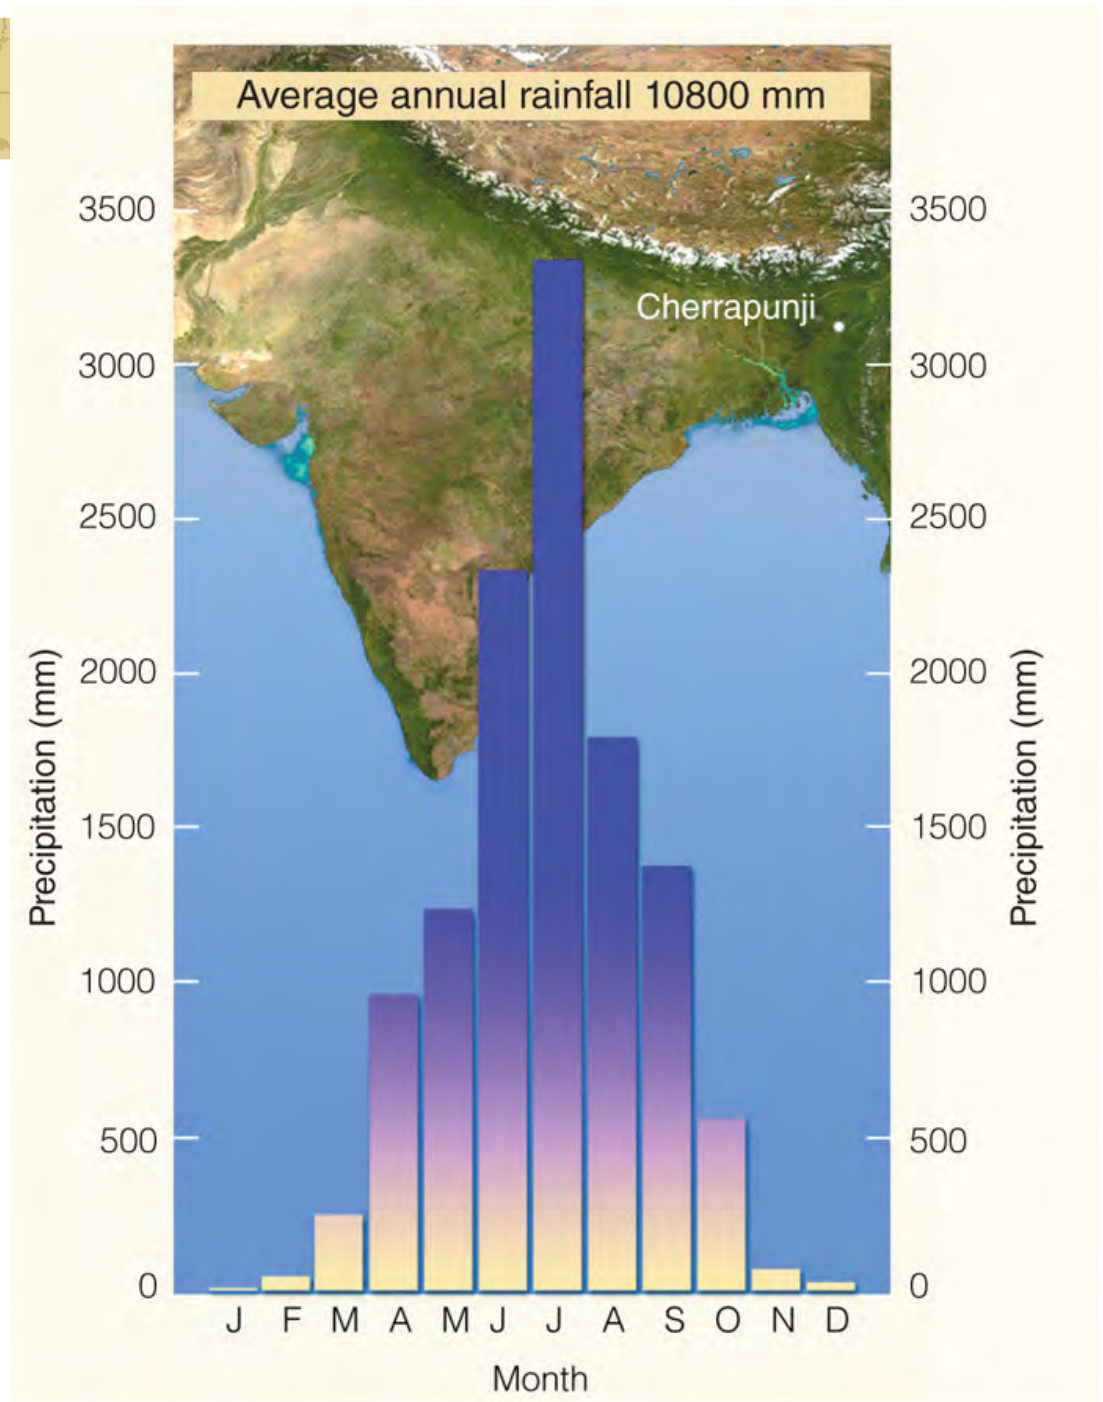 Average annual rainfall 10800 mm
3500 3500
Cherrapunji
3000 3000
2500 2500
2000 2000
Precipitation (mm) Precipitation (mm)
1500 1500
1000 1000
500 500
0 0
J F M A M J J A S O N D
Month